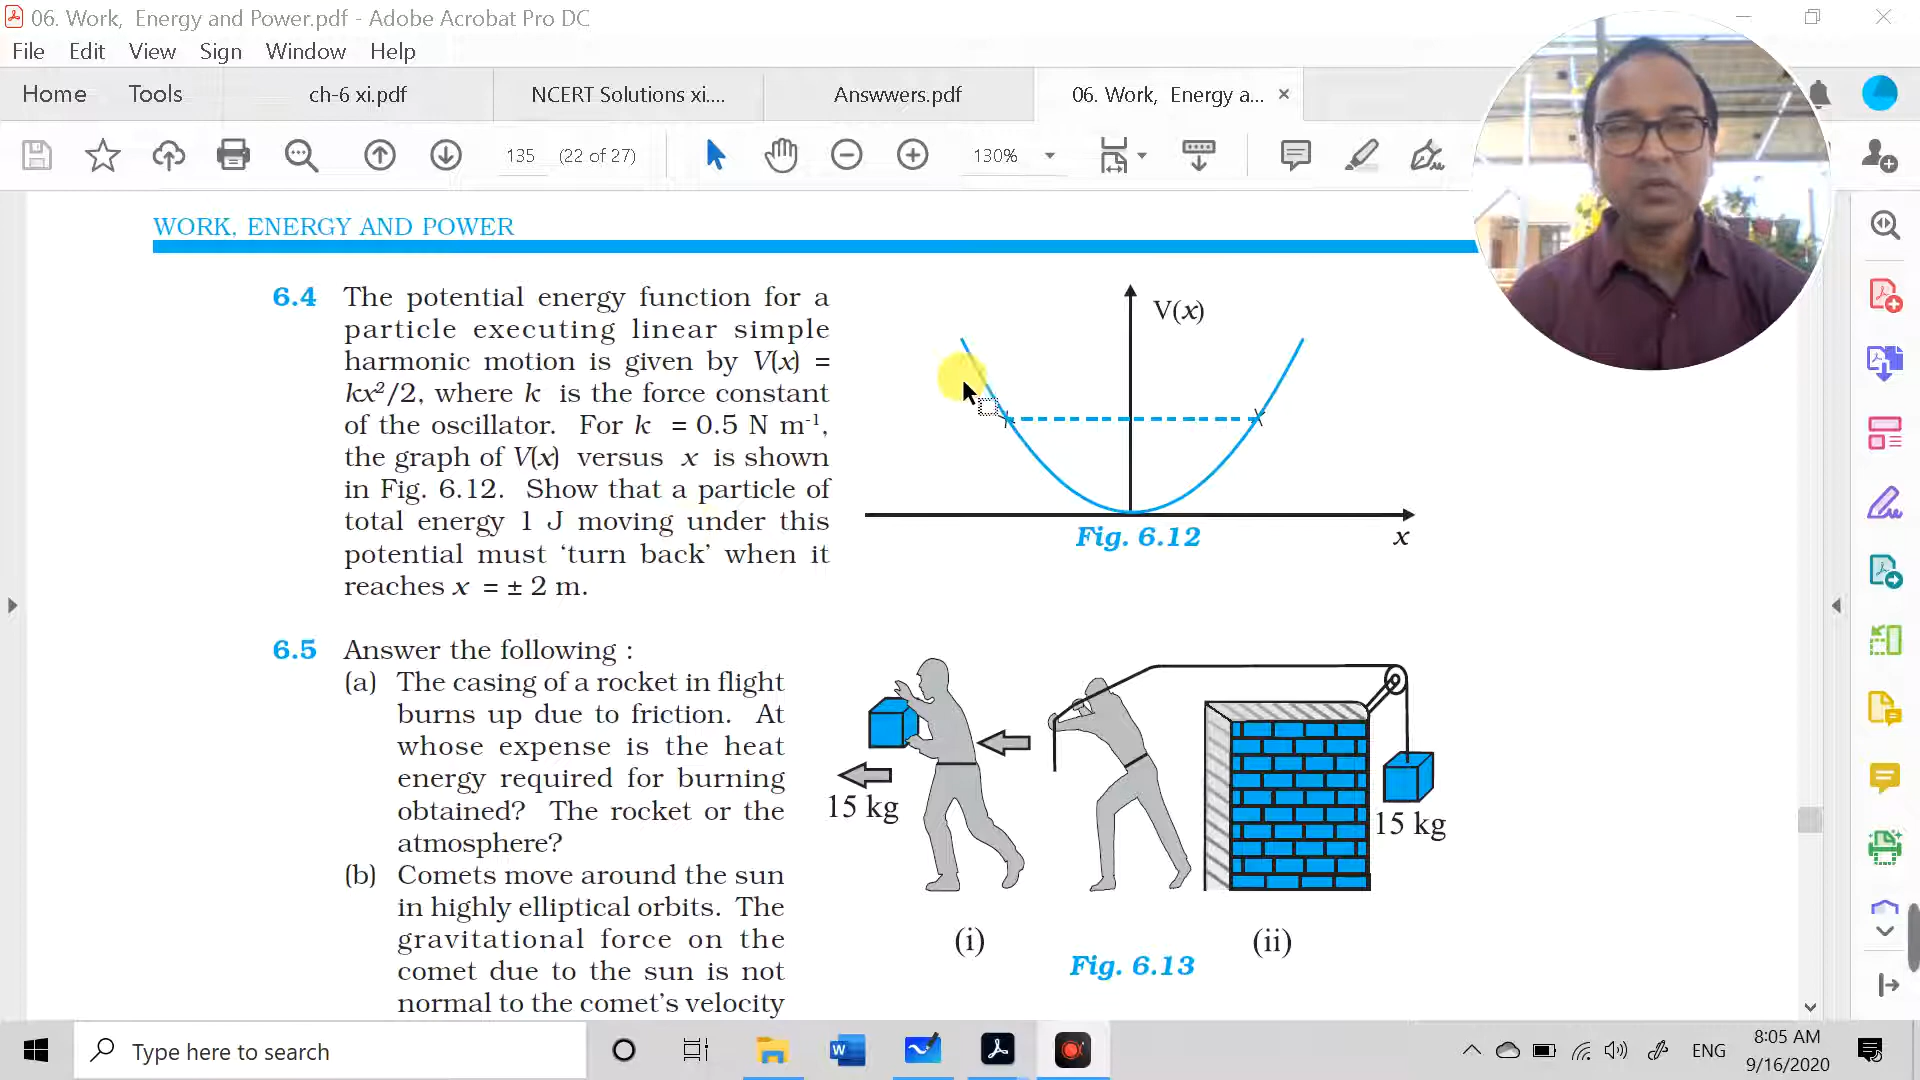 06. Work, Energy and Power.pdf - Adobe Acrobat Pro DC
File Edit View Sign Window Help
Home Tools ch-6 xi.pdf NCERT Solutions xi.... Answwers.pdf 06. Work, Energy a... ×
135 (22 of 27) 130%
WORK, ENERGY AND POWER
6.4 The potential energy function for a
particle executing linear simple
harmonic motion is given by V(x) =
kx²/2, where k is the force constant
of the oscillator. For k = 0.5 N m⁻¹,
the graph of V(x) versus x is shown
in Fig. 6.12. Show that a particle of
total energy 1 J moving under this
potential must ‘turn back’ when it
reaches x = ± 2 m.
V(x)
x
Fig. 6.12
6.5 Answer the following :
(a) The casing of a rocket in flight
burns up due to friction. At
whose expense is the heat
energy required for burning
obtained? The rocket or the
atmosphere?
(b) Comets move around the sun
in highly elliptical orbits. The
gravitational force on the
comet due to the sun is not
normal to the comet’s velocity
15 kg
15 kg
(i) (ii)
Fig. 6.13
Type here to search
ENG
8:05 AM
9/16/2020